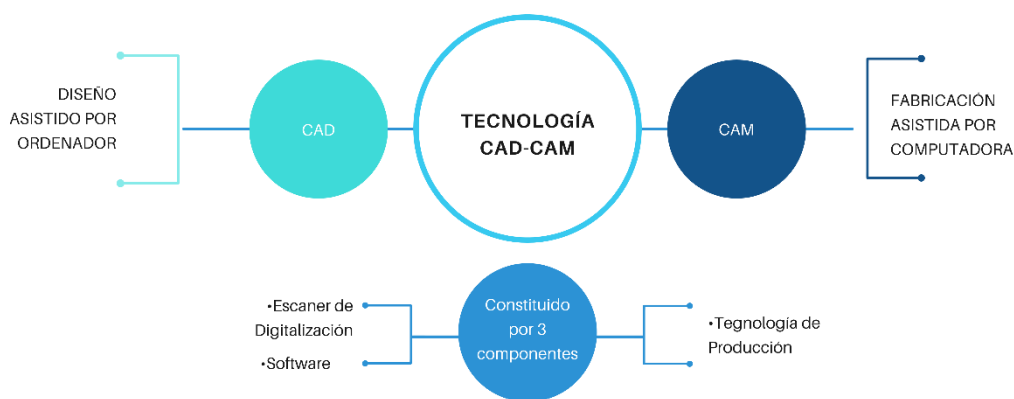 DISEÑO
ASISTIDO POR
ORDENADOR
CAD
TECNOLOGÍA
CAD-CAM
CAM
FABRICACIÓN
ASISTIDA POR
COMPUTADORA
•Escaner de
Digitalización
•Software
Constituido
por 3
componentes
•Tegnología de
Producción